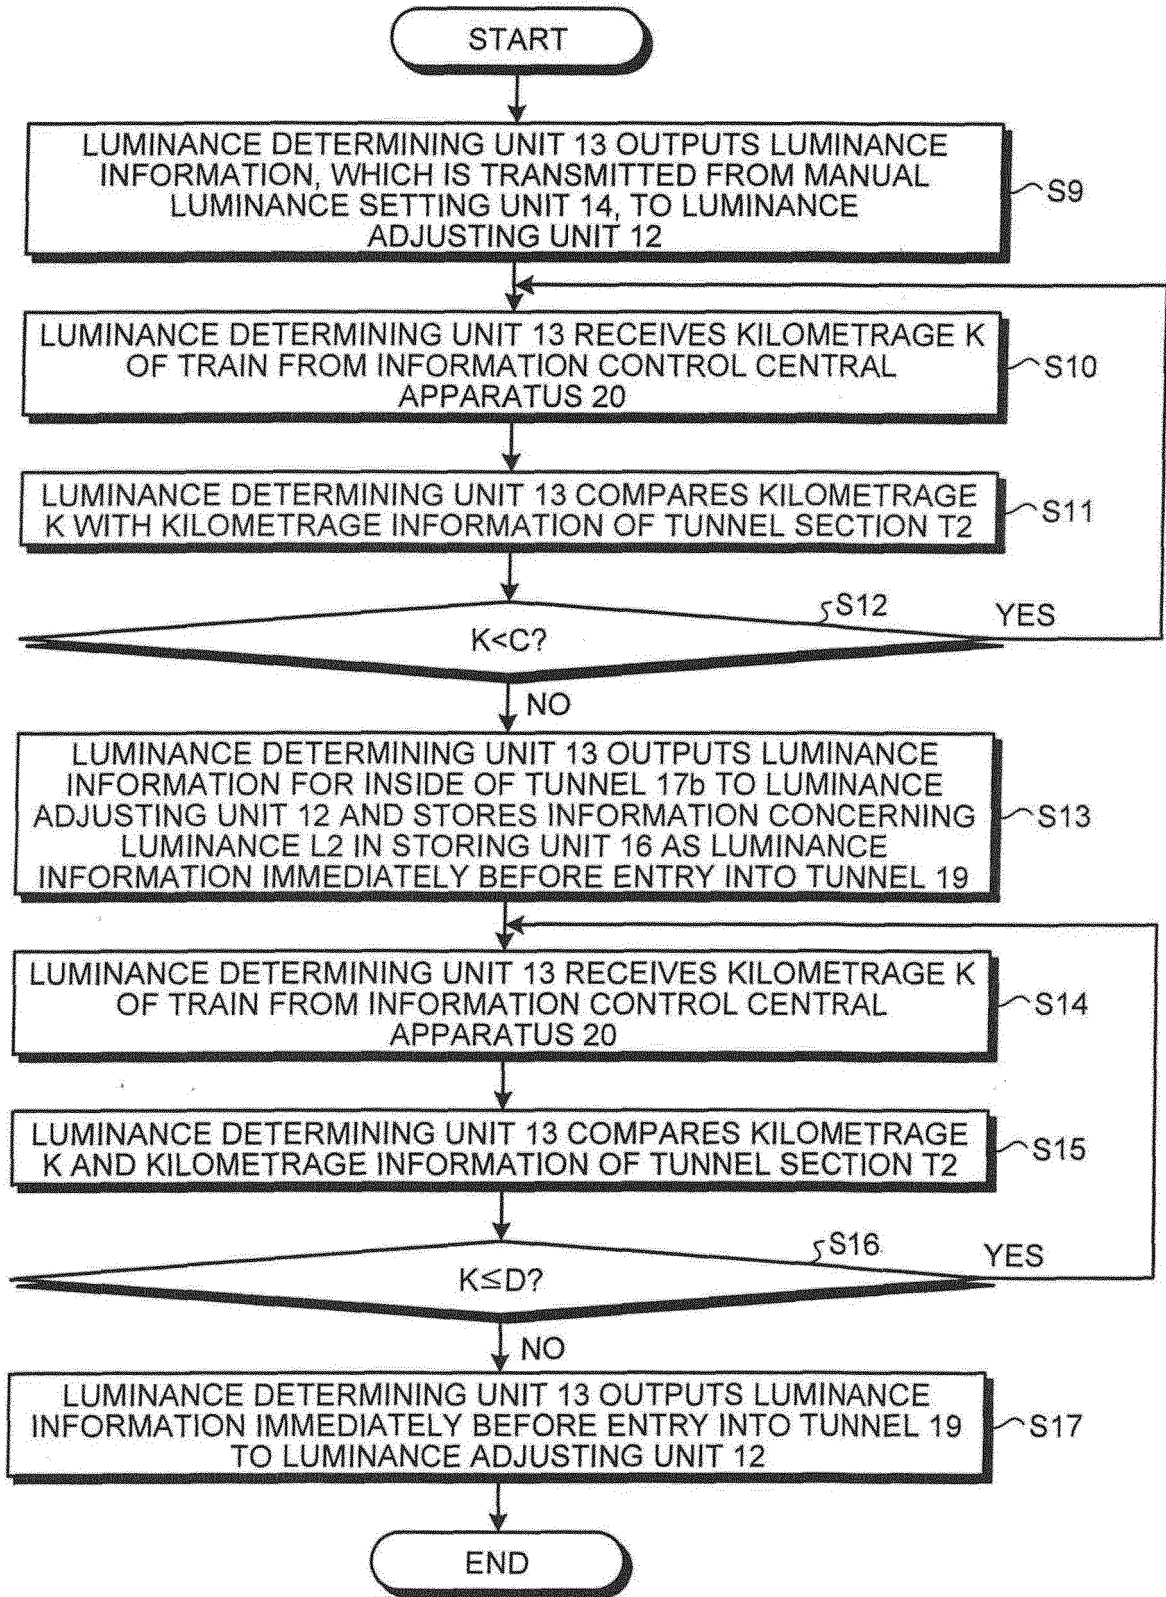 START
LUMINANCE DETERMINING UNIT 13 OUTPUTS LUMINANCE
INFORMATION, WHICH IS TRANSMITTED FROM MANUAL
LUMINANCE SETTING UNIT 14, TO LUMINANCE
ADJUSTING UNIT 12
S9
LUMINANCE DETERMINING UNIT 13 RECEIVES KILOMETRAGE K
OF TRAIN FROM INFORMATION CONTROL CENTRAL
APPARATUS 20
S10
LUMINANCE DETERMINING UNIT 13 COMPARES KILOMETRAGE
K WITH KILOMETRAGE INFORMATION OF TUNNEL SECTION T2
S11
S12
YES
K<C?
NO
LUMINANCE DETERMINING UNIT 13 OUTPUTS LUMINANCE
INFORMATION FOR INSIDE OF TUNNEL 17b TO LUMINANCE
ADJUSTING UNIT 12 AND STORES INFORMATION CONCERNING
LUMINANCE L2 IN STORING UNIT 16 AS LUMINANCE
INFORMATION IMMEDIATELY BEFORE ENTRY INTO TUNNEL 19
S13
LUMINANCE DETERMINING UNIT 13 RECEIVES KILOMETRAGE K
OF TRAIN FROM INFORMATION CONTROL CENTRAL
APPARATUS 20
S14
LUMINANCE DETERMINING UNIT 13 COMPARES KILOMETRAGE
K AND KILOMETRAGE INFORMATION OF TUNNEL SECTION T2
S15
S16
YES
K≦D?
NO
LUMINANCE DETERMINING UNIT 13 OUTPUTS LUMINANCE
INFORMATION IMMEDIATELY BEFORE ENTRY INTO TUNNEL 19
TO LUMINANCE ADJUSTING UNIT 12
S17
END